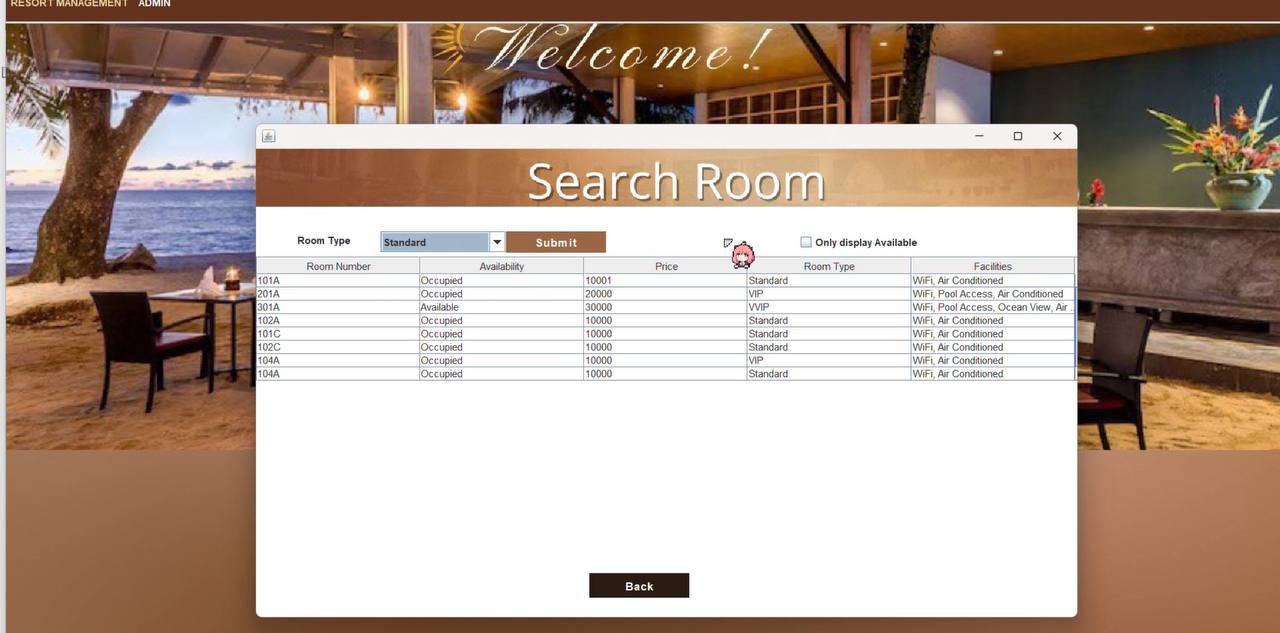 RESORT MANAGEMENT ADMIN
Welcome!
Search Room
Room Type Standard Submit Only display Available
Room Number Availability Price Room Type Facilities
101A Occupied 10001 Standard WiFi, Air Conditioned
201A Occupied 20000 VIP WiFi, Pool Access, Air Conditioned
301A Available 30000 VVIP WiFi, Pool Access, Ocean View, Air ...
102A Occupied 10000 Standard WiFi, Air Conditioned
101C Occupied 10000 Standard WiFi, Air Conditioned
102C Occupied 10000 Standard WiFi, Air Conditioned
104A Occupied 10000 VIP WiFi, Air Conditioned
104A Occupied 10000 Standard WiFi, Air Conditioned
Back